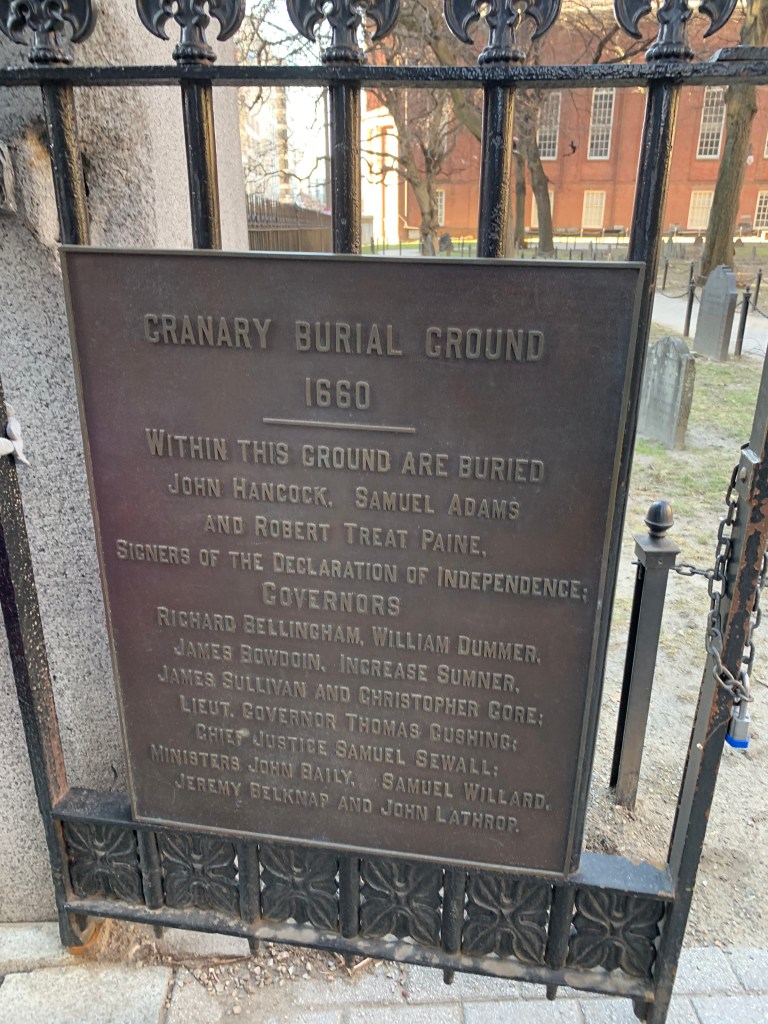 GRANARY BURIAL GROUND
1660
WITHIN THIS GROUND ARE BURIED
JOHN HANCOCK, SAMUEL ADAMS
AND ROBERT TREAT PAINE,
SIGNERS OF THE DECLARATION OF INDEPENDENCE;
GOVERNORS
RICHARD BELLINGHAM, WILLIAM DUMMER,
JAMES BOWDOIN, INCREASE SUMNER,
JAMES SULLIVAN AND CHRISTOPHER GORE;
LIEUT. GOVERNOR THOMAS CUSHING;
CHIEF JUSTICE SAMUEL SEWALL;
MINISTERS JOHN BAILY, SAMUEL WILLARD,
JEREMY BELKNAP AND JOHN LATHROP.